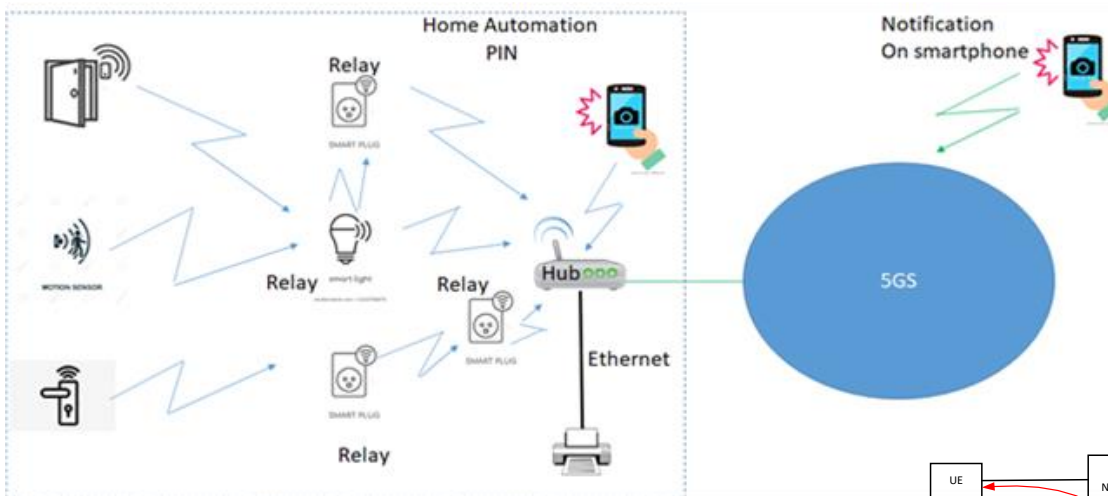 Home Automation
PIN
Notification
On smartphone
Relay
SMART PLUG
MOTION SENSOR
Relay
smart light
Relay
SMART PLUG
Hub
5GS
Ethernet
SMART PLUG
Relay
UE
N